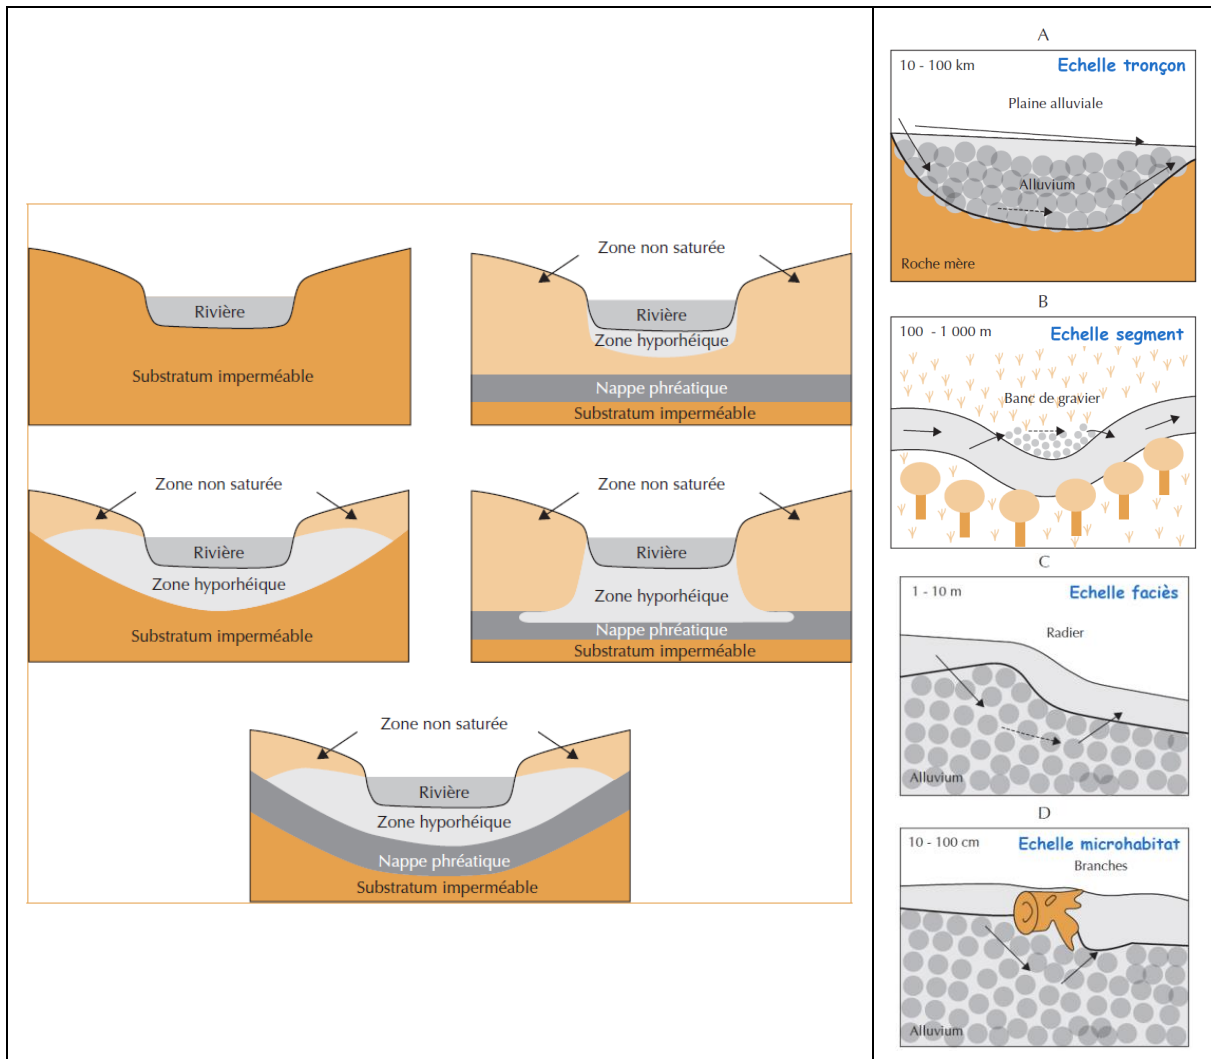 Rivière
Substratum imperméable
Zone non saturée
Rivière
Zone hyporhéique
Nappe phréatique
Substratum imperméable
Zone non saturée
Rivière
Zone hyporhéique
Substratum imperméable
Zone non saturée
Rivière
Zone hyporhéique
Nappe phréatique
Substratum imperméable
Zone non saturée
Rivière
Zone hyporhéique
Nappe phréatique
Substratum imperméable
A
10 - 100 km Echelle tronçon
Plaine alluviale
Alluvium
Roche mère
B
100 - 1 000 m Echelle segment
Banc de gravier
C
1 - 10 m Echelle faciès
Radier
Alluvium
D
10 - 100 cm Echelle microhabitat
Branches
Alluvium